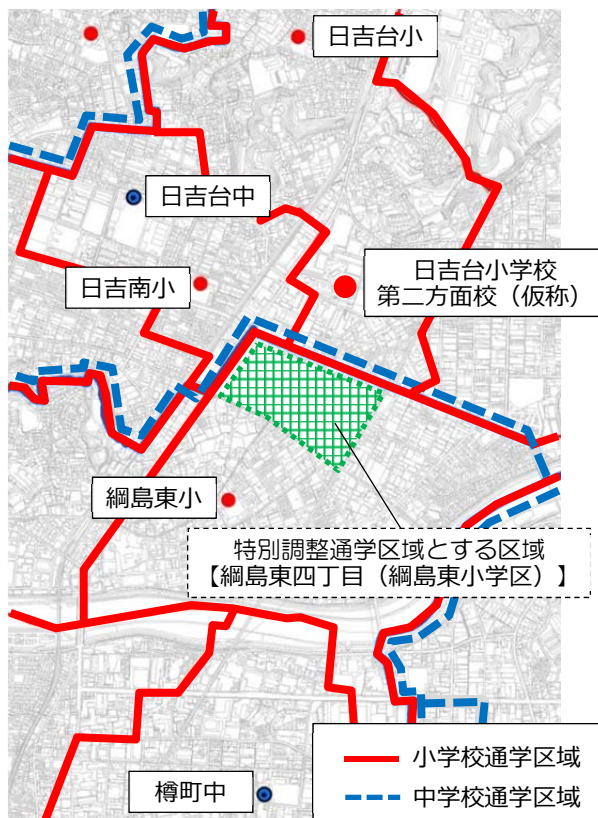 日吉台小
日吉台中
日吉南小
日吉台小学校
第二方面校（仮称）
綱島東小
特別調整通学区域とする区域
【綱島東四丁目（綱島東小学区）】
樽町中
小学校通学区域
中学校通学区域